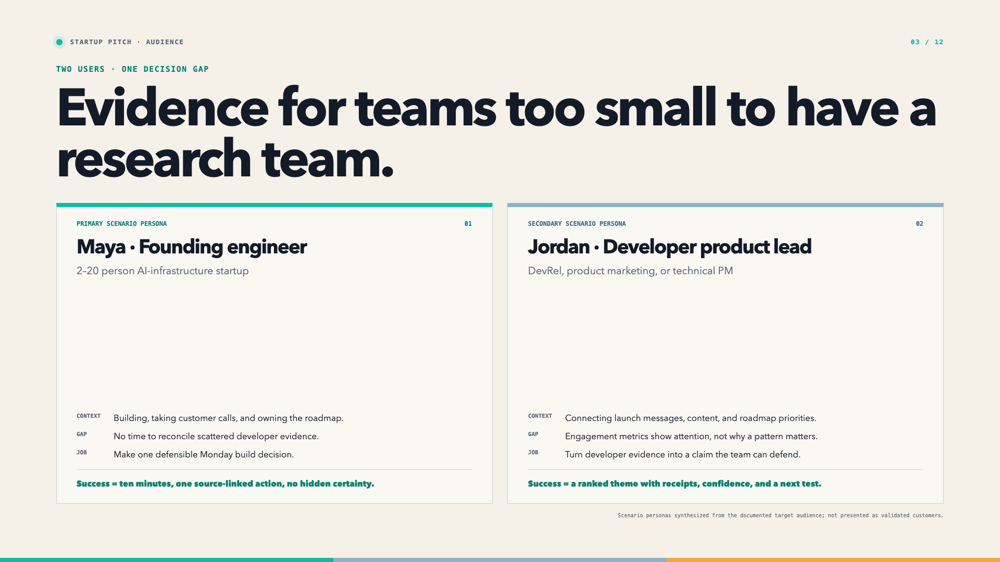 STARTUP PITCH · AUDIENCE
03 / 12
TWO USERS · ONE DECISION GAP
Evidence for teams too small to have a
research team.
PRIMARY SCENARIO PERSONA
01
Maya · Founding engineer
2–20 person AI-infrastructure startup
CONTEXT Building, taking customer calls, and owning the roadmap.
GAP No time to reconcile scattered developer evidence.
JOB Make one defensible Monday build decision.
Success = ten minutes, one source-linked action, no hidden certainty.
SECONDARY SCENARIO PERSONA
02
Jordan · Developer product lead
DevRel, product marketing, or technical PM
CONTEXT Connecting launch messages, content, and roadmap priorities.
GAP Engagement metrics show attention, not why a pattern matters.
JOB Turn developer evidence into a claim the team can defend.
Success = a ranked theme with receipts, confidence, and a next test.
Scenario personas synthesized from the documented target audience; not presented as validated customers.